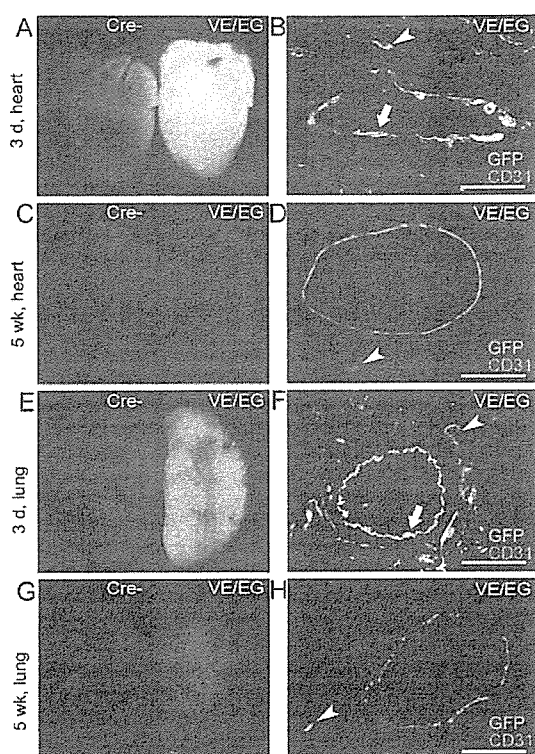 A Cre- VE/EG
B VE/EG
3 d, heart
GFP
CD31
C Cre- VE/EG
D VE/EG
5 wk, heart
GFP
CD31
E Cre- VE/EG
F VE/EG
3 d, lung
GFP
CD31
G Cre- VE/EG
H VE/EG
5 wk, lung
GFP
CD31